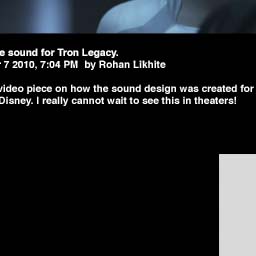 e sound for Tron Legacy.
7 2010, 7:04 PM by Rohan Likhite
video piece on how the sound design was created for
Disney. I really cannot wait to see this in theaters!